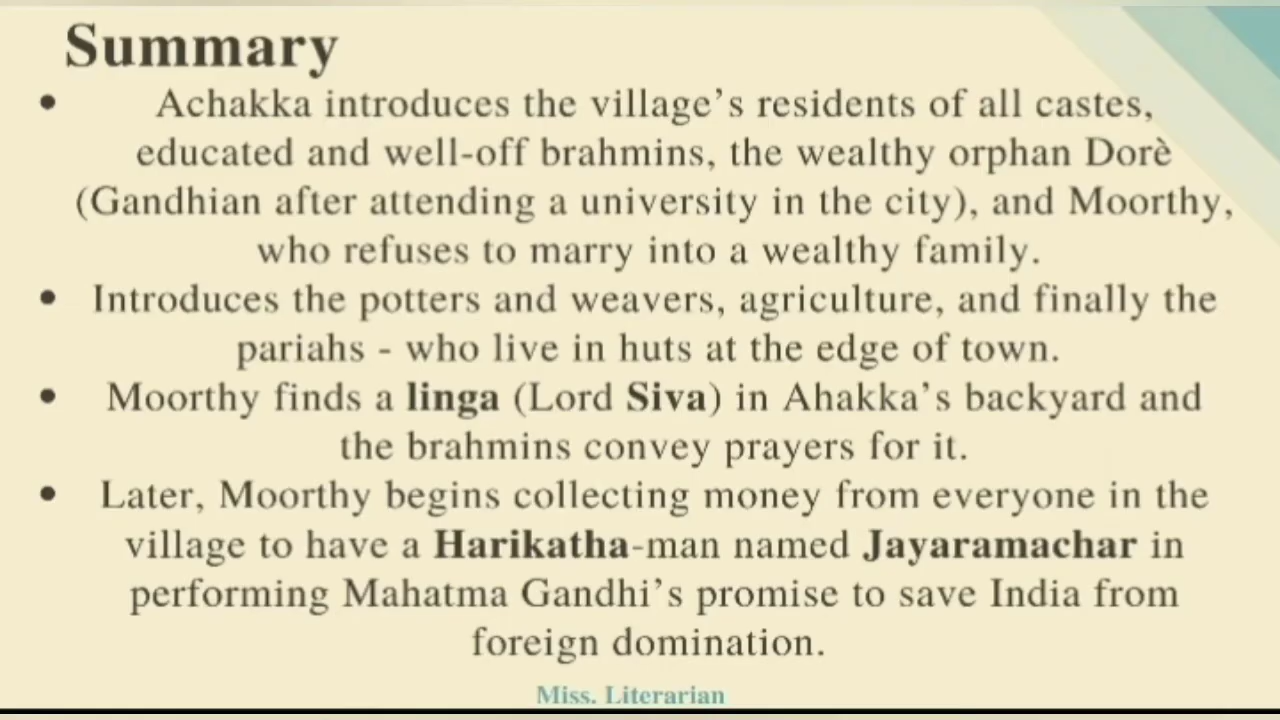 Summary
• Achakka introduces the village's residents of all castes,
educated and well-off brahmins, the wealthy orphan Dorè
(Gandhian after attending a university in the city), and Moorthy,
who refuses to marry into a wealthy family.
• Introduces the potters and weavers, agriculture, and finally the
pariahs - who live in huts at the edge of town.
• Moorthy finds a linga (Lord Siva) in Ahakka's backyard and
the brahmins convey prayers for it.
• Later, Moorthy begins collecting money from everyone in the
village to have a Harikatha-man named Jayaramachar in
performing Mahatma Gandhi's promise to save India from
foreign domination.
Miss. Literarian